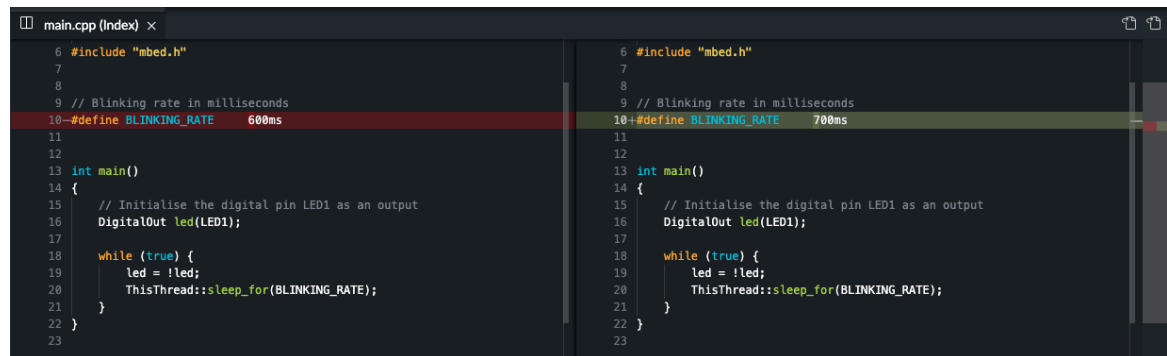 main.cpp (Index) ×
6 #include "mbed.h"
7
8
9 // Blinking rate in milliseconds
10—#define BLINKING_RATE     600ms
11
12
13 int main()
14 {
15     // Initialise the digital pin LED1 as an output
16     DigitalOut led(LED1);
17
18     while (true) {
19         led = !led;
20         ThisThread::sleep_for(BLINKING_RATE);
21     }
22 }
23
6 #include "mbed.h"
7
8
9 // Blinking rate in milliseconds
10+#define BLINKING_RATE     700ms
11
12
13 int main()
14 {
15     // Initialise the digital pin LED1 as an output
16     DigitalOut led(LED1);
17
18     while (true) {
19         led = !led;
20         ThisThread::sleep_for(BLINKING_RATE);
21     }
22 }
23